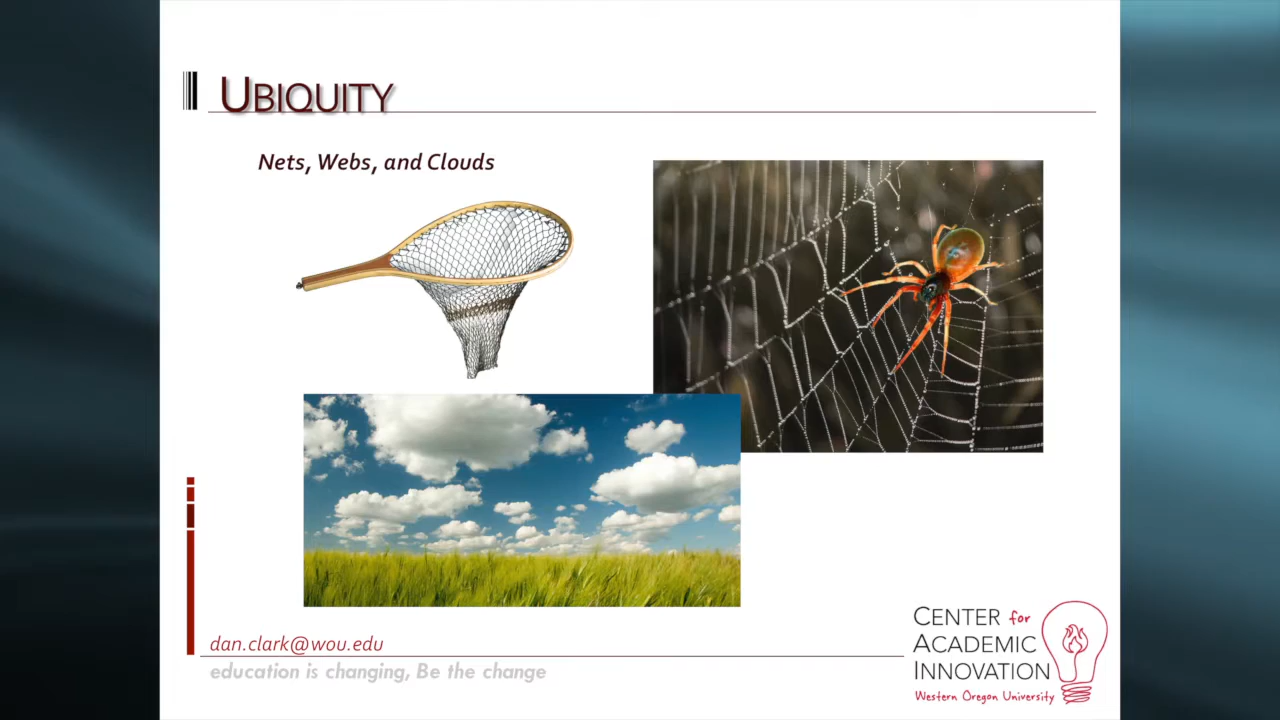 UBIQUITY
Nets, Webs, and Clouds
dan.clark@wou.edu
education is changing, Be the change
CENTER for
ACADEMIC
INNOVATION
Western Oregon University